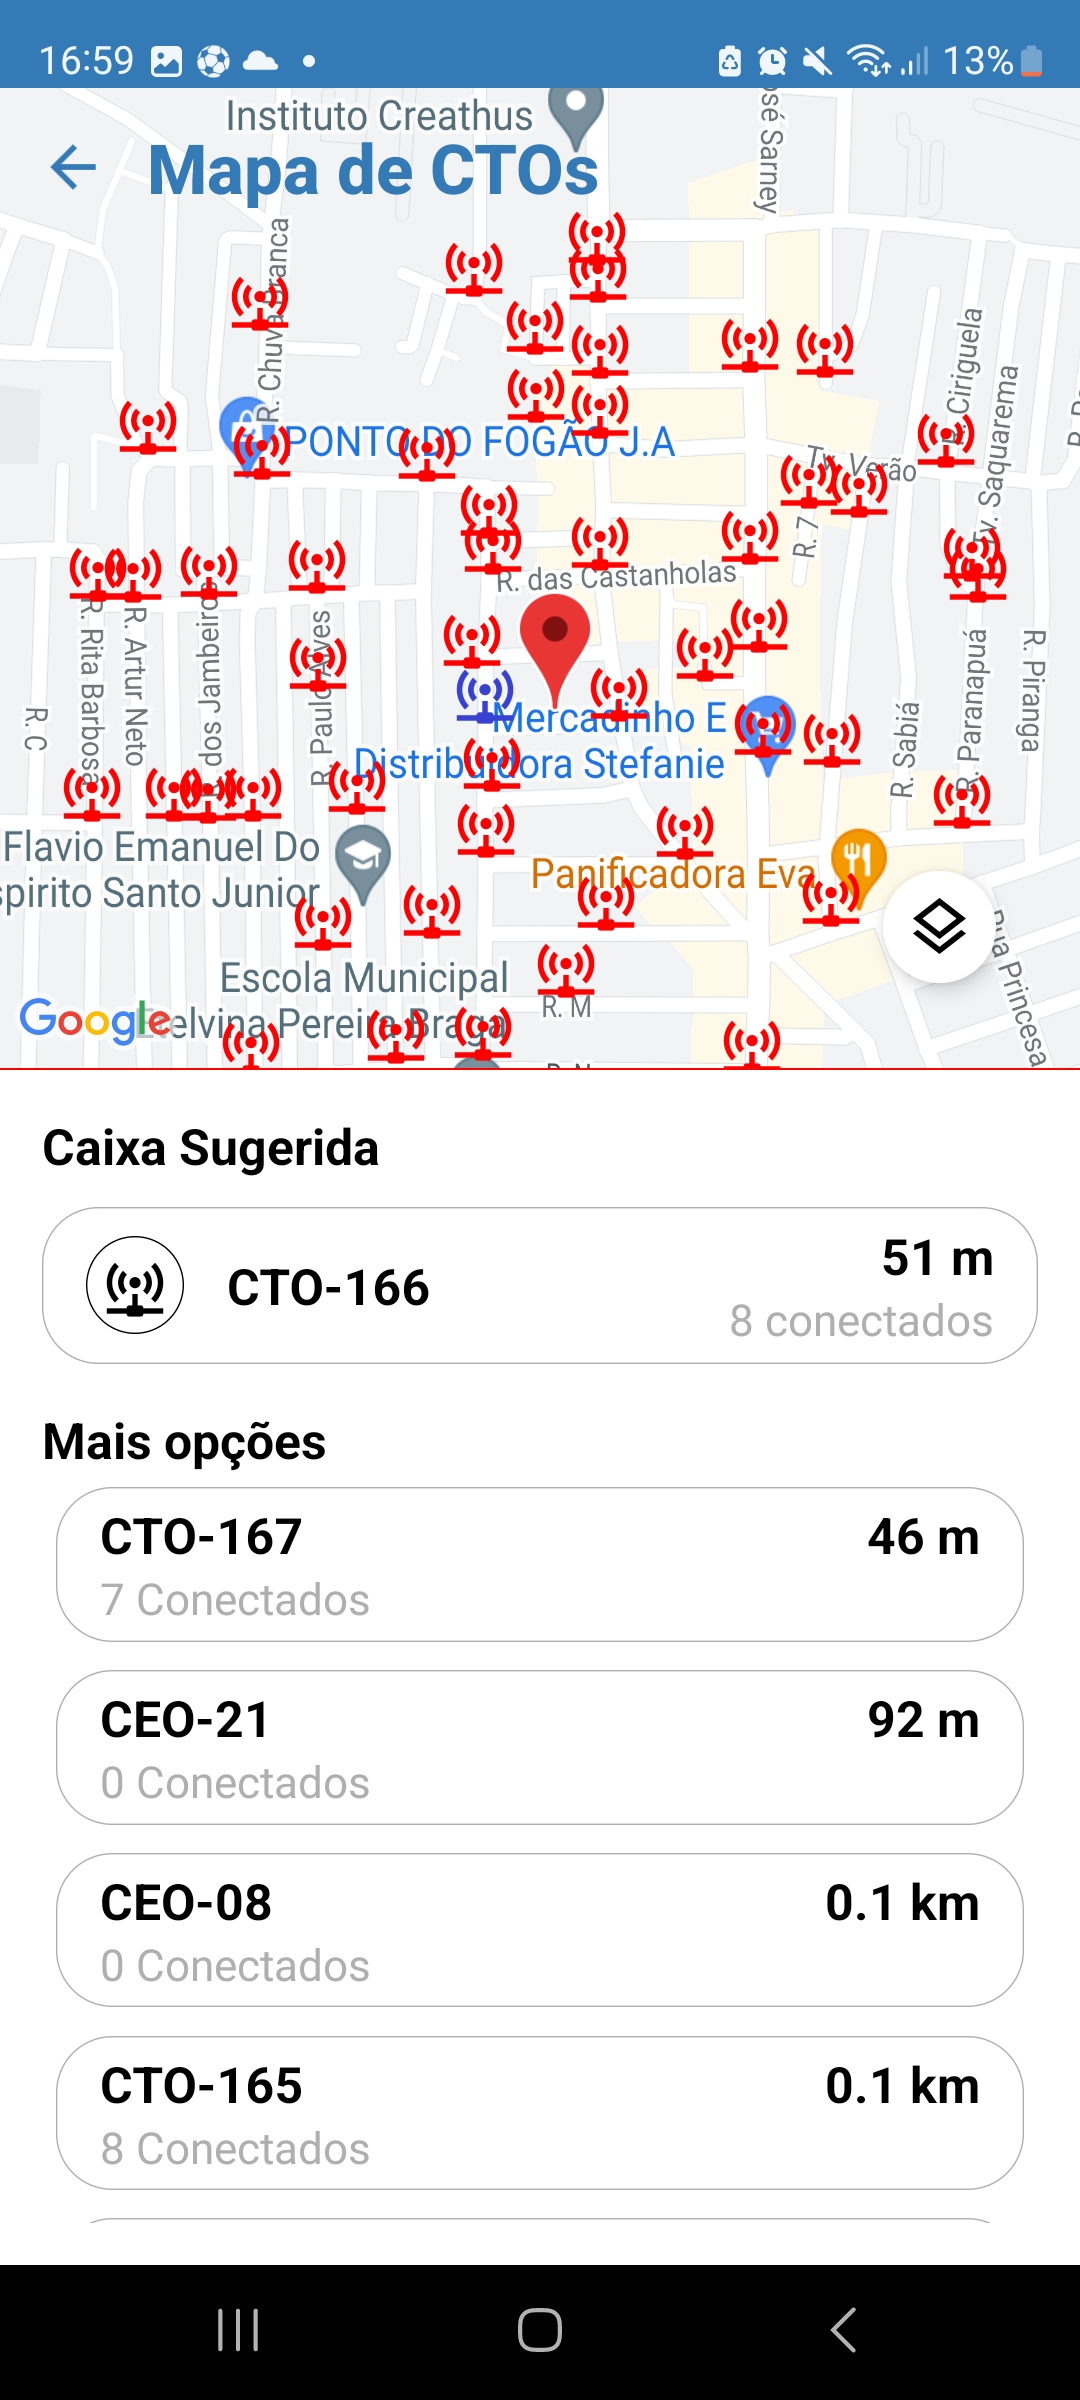 16:59
13%
Instituto Creathus
Mapa de CTOs
osé Sarney
R. Chuva Branca
R. Ciriguela
Tv. Saquarema
PONTO DO FOGÃO J.A
Tv. Verão
R. 7
R. das Castanholas
R. Rita Barbosa
R. Artur Neto
R. dos Jambeiros
R. Paulo Alves
R. C
R. Sabiá
R. Paranapuá
R. Piranga
Mercadinho E
Distribuidora Stefanie
Flavio Emanuel Do
spirito Santo Junior
Panificadora Eva
Rua Princesa
Escola Municipal
elvina Pereira Braga
R. M
Google
Caixa Sugerida
CTO-166
51 m
8 conectados
Mais opções
CTO-167
46 m
7 Conectados
CEO-21
92 m
0 Conectados
CEO-08
0.1 km
0 Conectados
CTO-165
0.1 km
8 Conectados